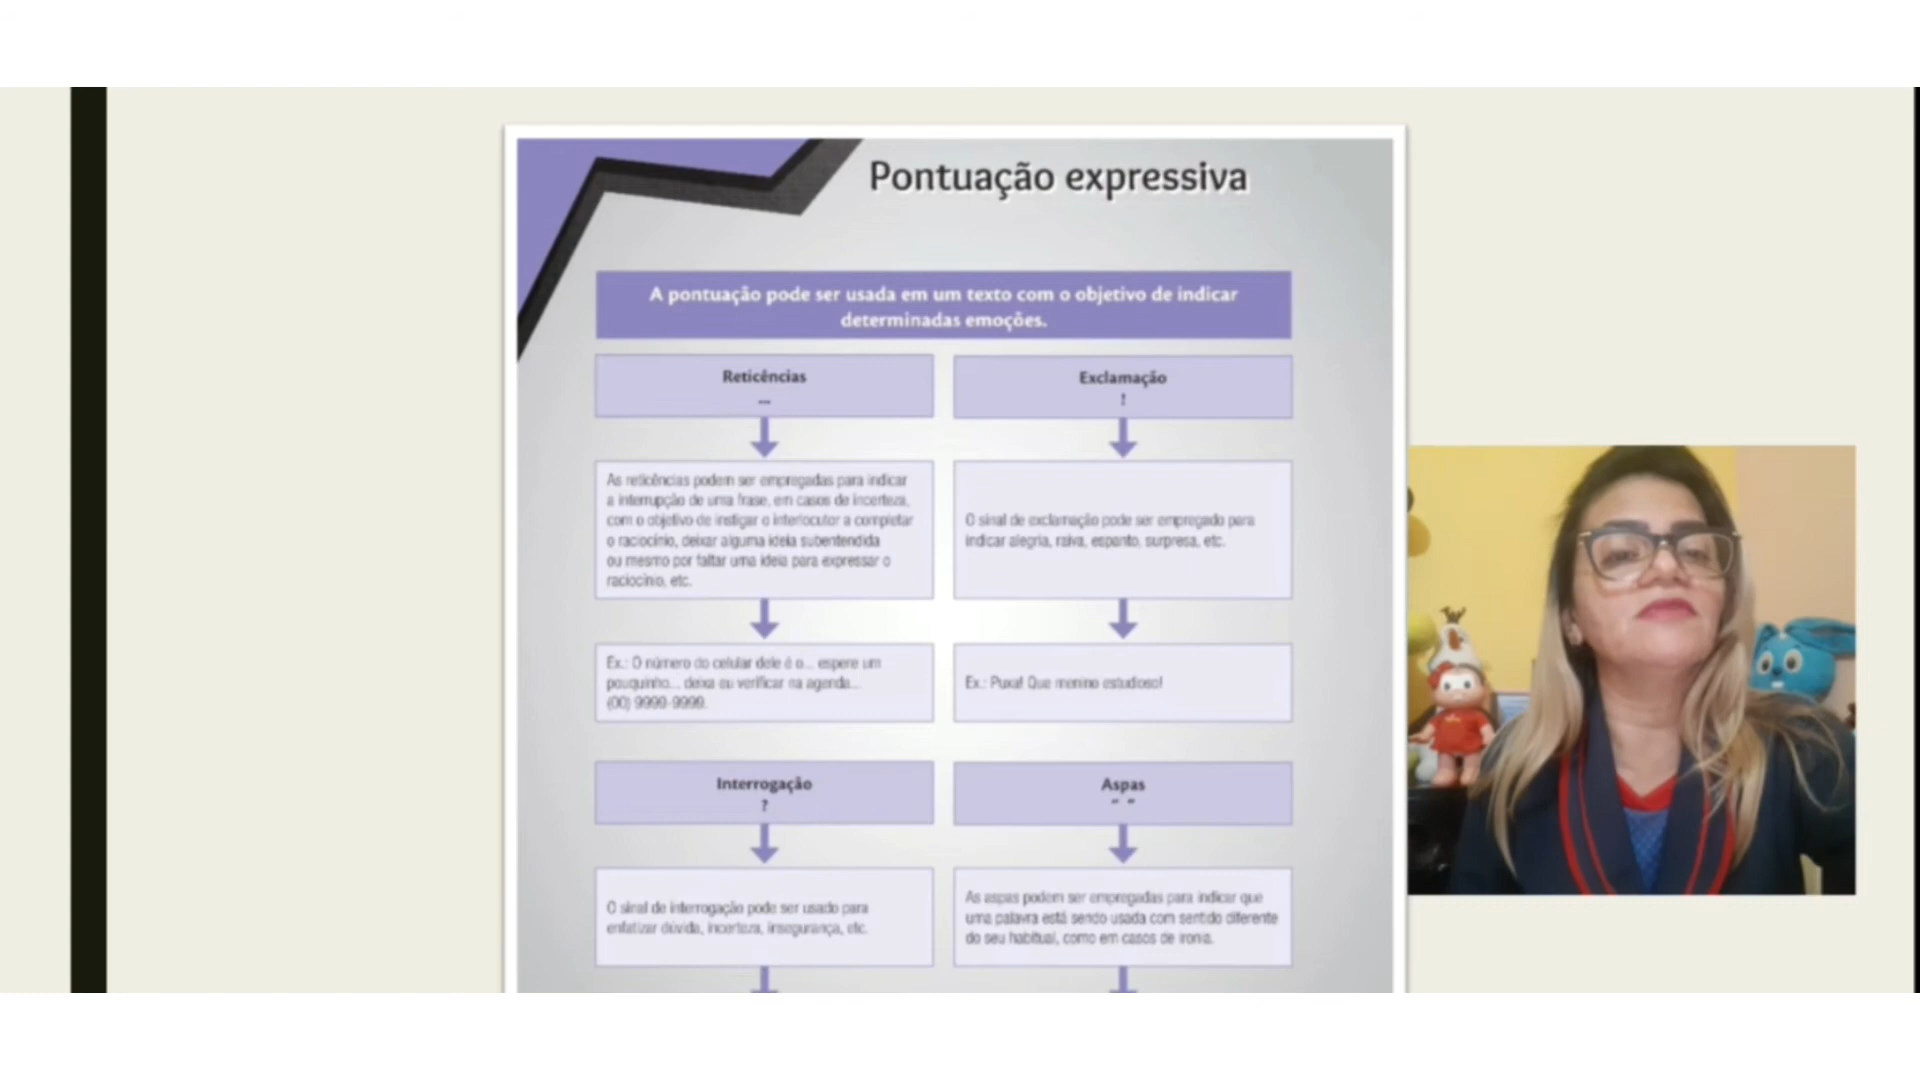 Pontuação expressiva
A pontuação pode ser usada em um texto com o objetivo de indicar
determinadas emoções.
Reticências
...
As reticências podem ser empregadas para indicar
a interrupção de uma frase, em casos de incerteza,
com o objetivo de instigar o interlocutor a completar
o raciocínio, deixar alguma ideia subentendida
ou mesmo por faltar uma ideia para expressar o
raciocínio, etc.
Ex.: O número do celular dele é o... espere um
pouquinho... deixa eu verificar na agenda...
(00) 9999-9999.
Exclamação
!
O sinal de exclamação pode ser empregado para
indicar alegria, raiva, espanto, surpresa, etc.
Ex.: Puxa! Que menino estudioso!
Interrogação
?
O sinal de interrogação pode ser usado para
enfatizar dúvida, incerteza, insegurança, etc.
Aspas
“ ”
As aspas podem ser empregadas para indicar que
uma palavra está sendo usada com sentido diferente
do seu habitual, como em casos de ironia.